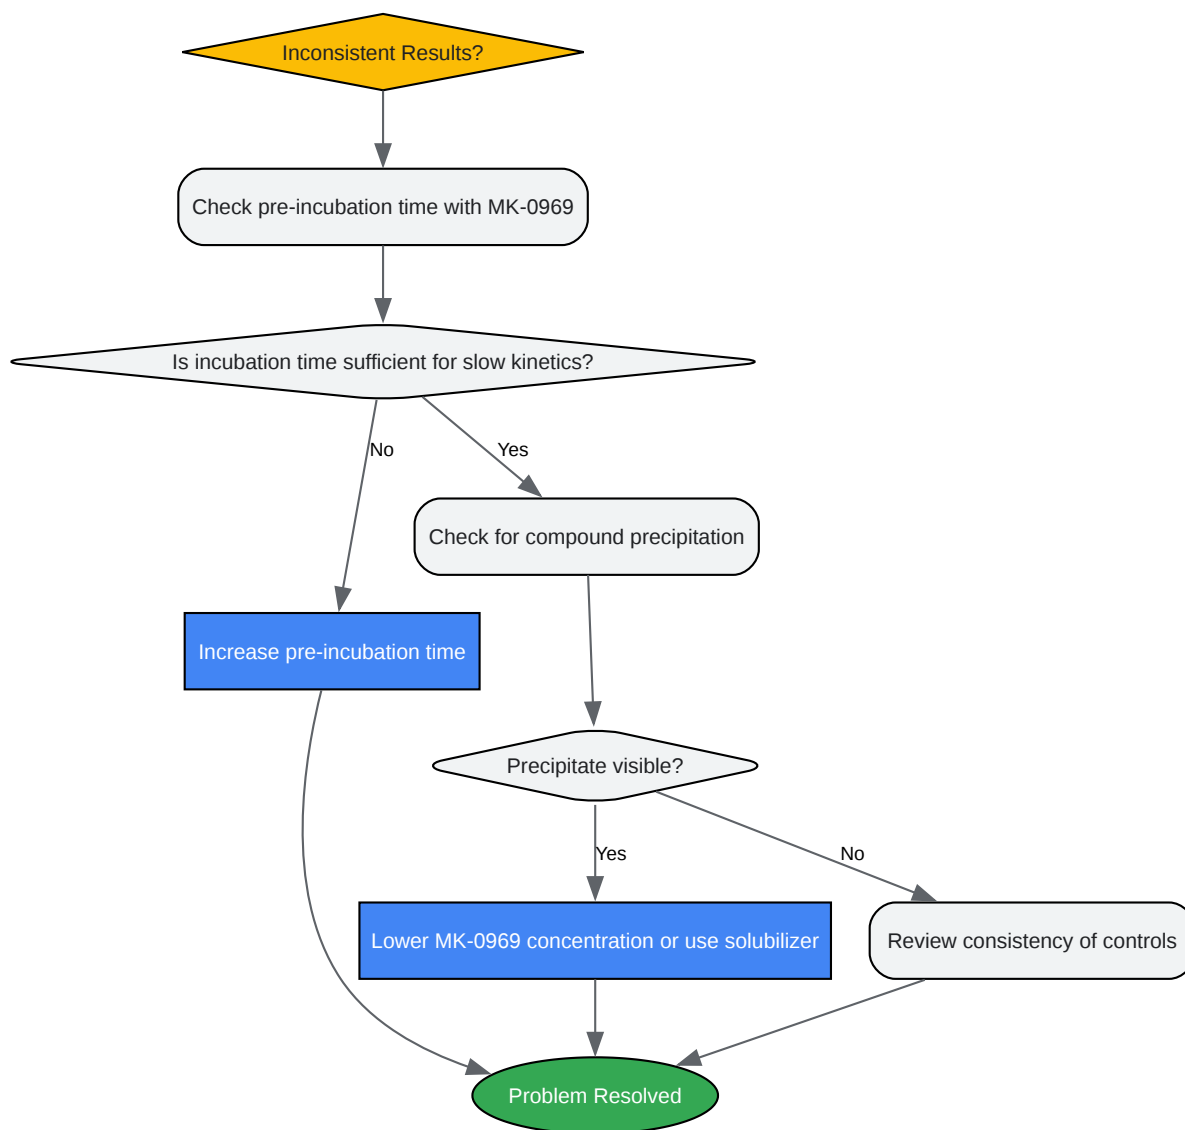 Inconsistent Results?
Check pre-incubation time with MK-0969
Is incubation time sufficient for slow kinetics?
No
Yes
Check for compound precipitation
Increase pre-incubation time
Precipitate visible?
Yes
No
Lower MK-0969 concentration or use solubilizer
Review consistency of controls
Problem Resolved